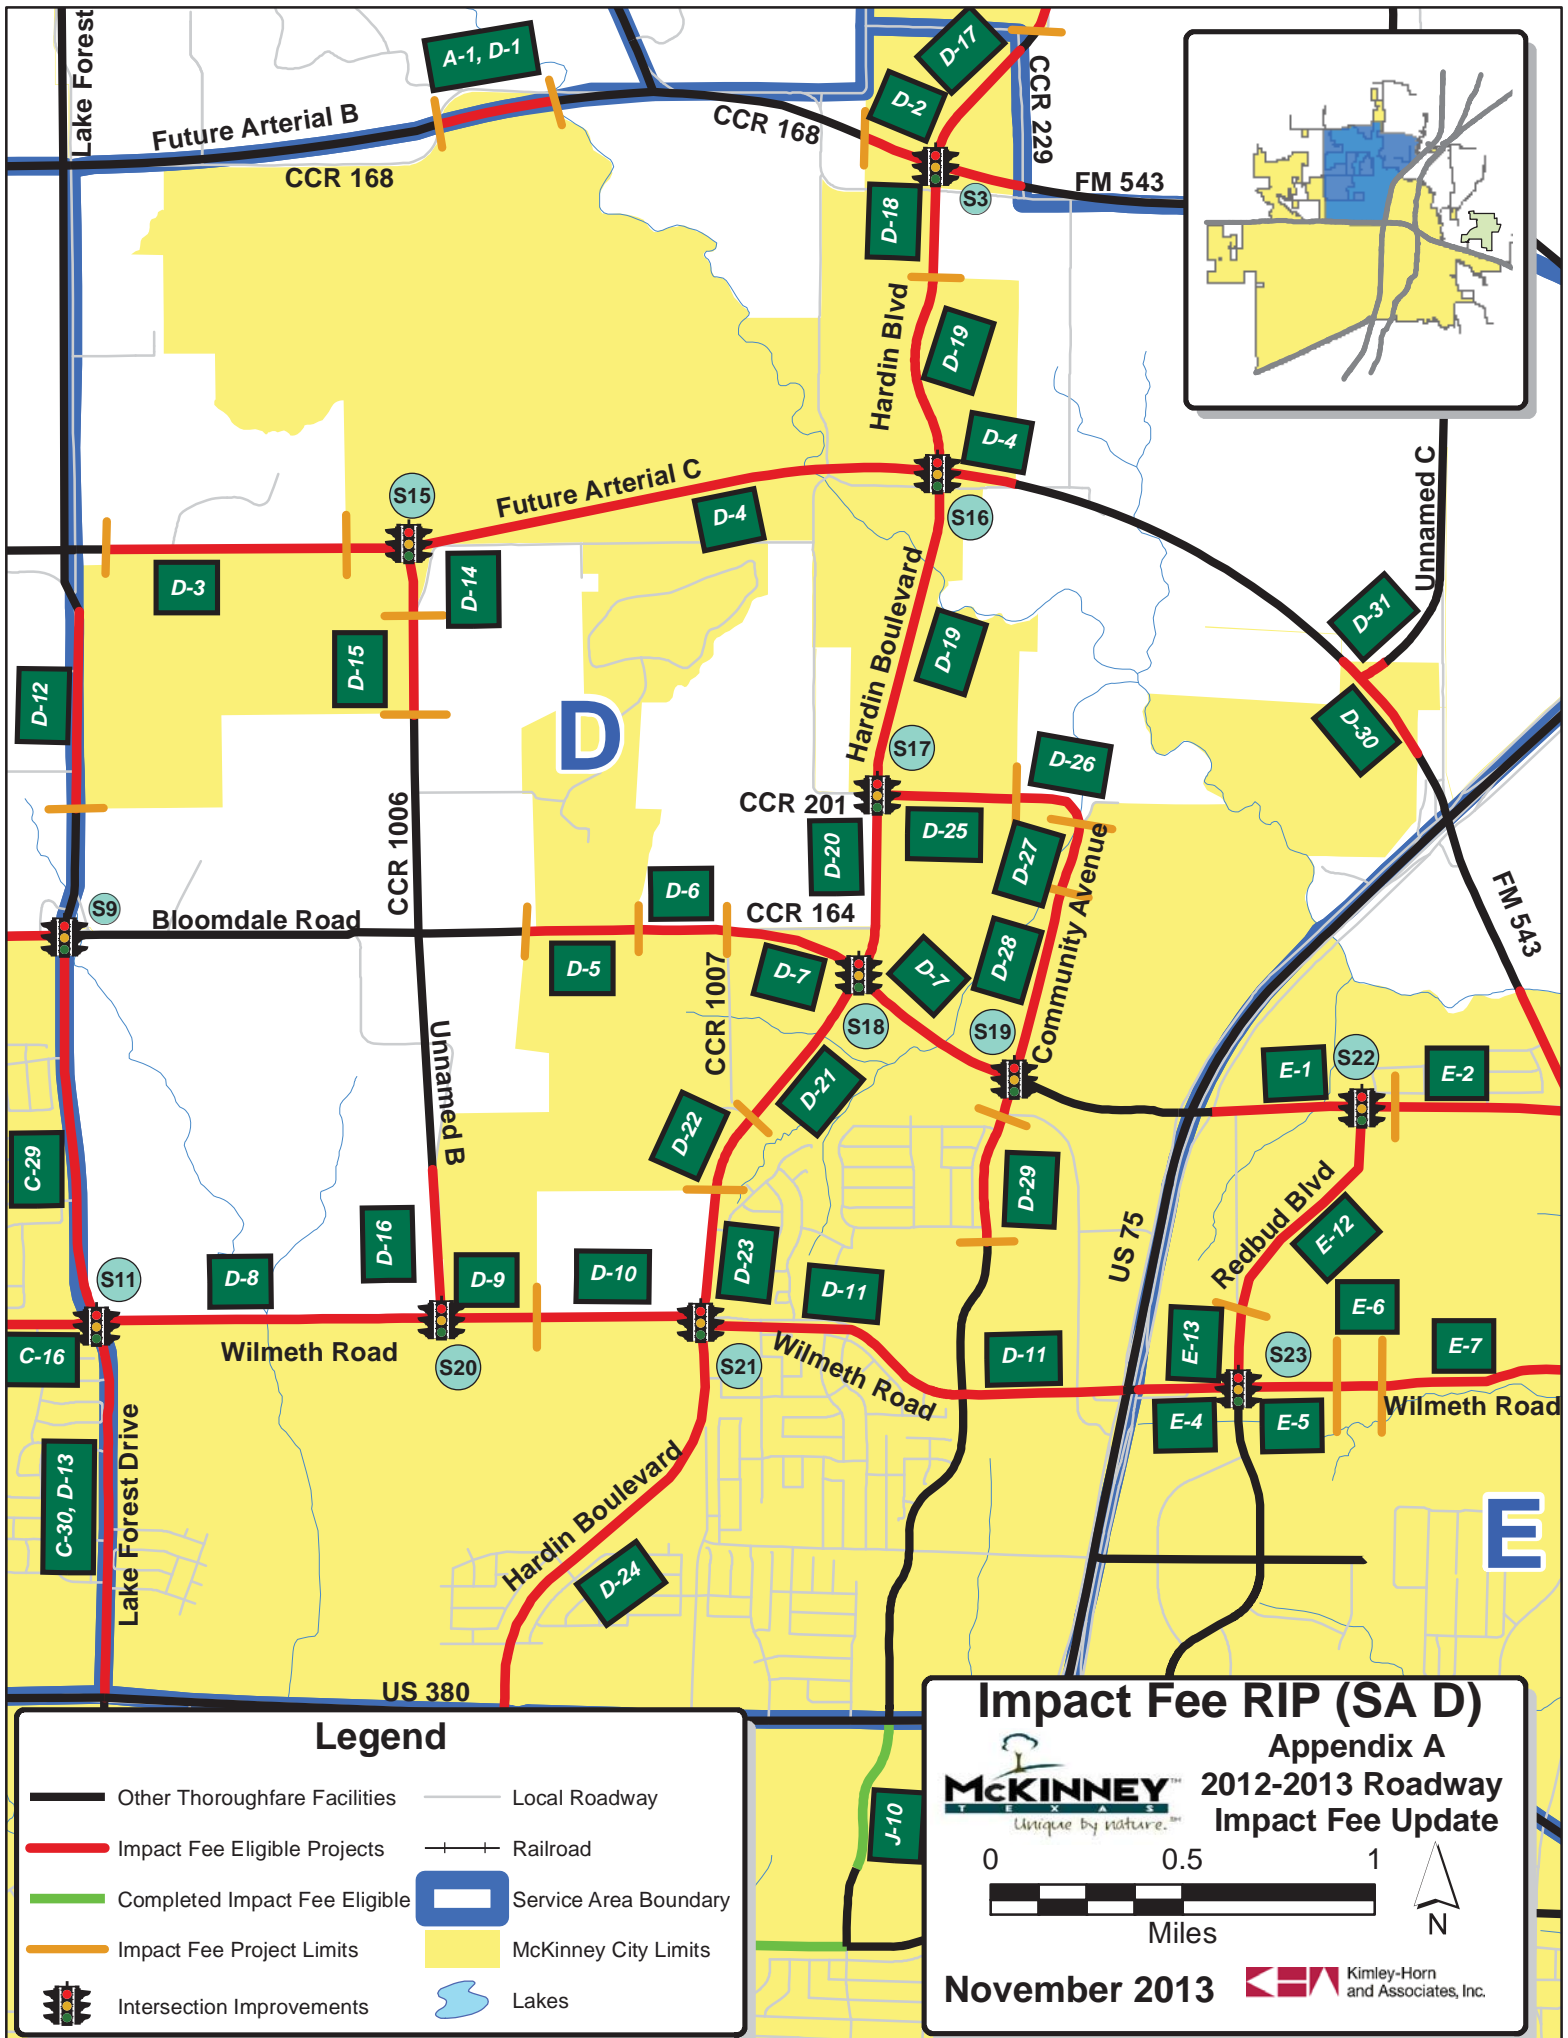 Lake Forest
A-1, D-1
D-17
Future Arterial B
CCR 168
D-2
CCR 229
CCR 168
FM 543
S3
D-18
Hardin Blvd
D-19
D-4
S16
Future Arterial C
S15
D-4
Unnamed C
D-3
D-14
D-15
Hardin Boulevard
D-19
D-31
D-30
D-12
D
S17
D-26
CCR 201
D-25
D-20
D-27
CCR 1006
D-6
CCR 164
Community Avenue
FM 543
S9
Bloomdale Road
D-5
D-7
D-7
D-28
CCR 1007
S18
S19
Unnamed B
D-21
D-22
E-1
S22
E-2
C-29
D-29
US 75
Redbud Blvd
E-12
D-16
S11
D-8
D-9
D-10
D-23
D-11
E-6
C-16
Wilmeth Road
S20
S21
Wilmeth Road
D-11
E-13
S23
E-7
E-4
E-5
Wilmeth Road
C-30, D-13
Lake Forest Drive
Hardin Boulevard
D-24
E
US 380
J-10
Legend
Other Thoroughfare Facilities
Local Roadway
Impact Fee Eligible Projects
Railroad
Completed Impact Fee Eligible
Service Area Boundary
Impact Fee Project Limits
McKinney City Limits
Intersection Improvements
Lakes
Impact Fee RIP (SA D)
Appendix A
2012-2013 Roadway
Impact Fee Update
McKINNEY™
TEXAS
Unique by nature.℠
0 0.5 1
Miles
N
November 2013
Kimley-Horn
and Associates, Inc.